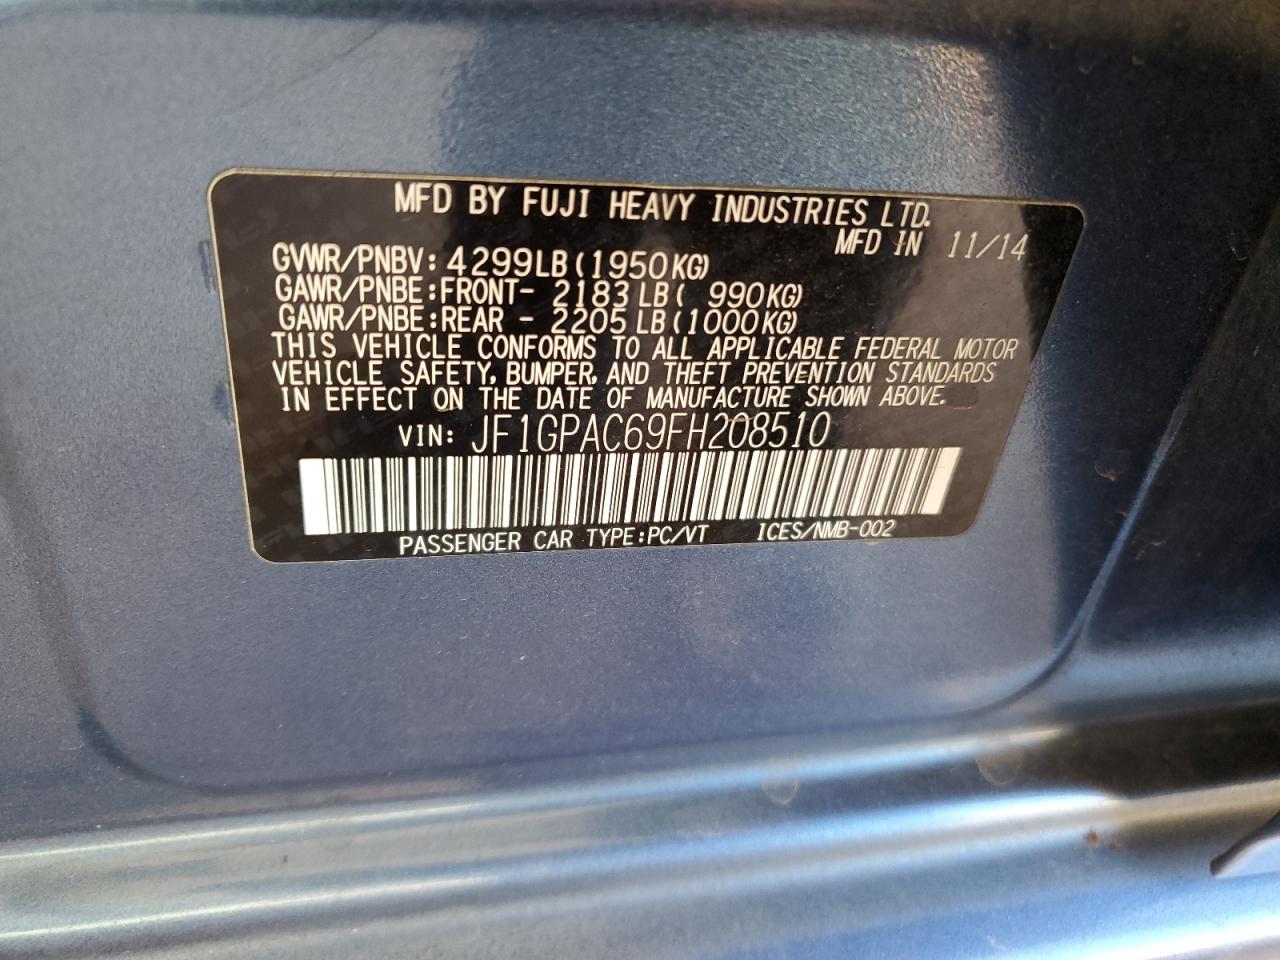 MFD BY FUJI HEAVY INDUSTRIES LTD.
MFD IN 11/14
GVWR/PNBV: 4299LB(1950KG)
GAWR/PNBE:FRONT- 2183LB( 990KG)
GAWR/PNBE:REAR - 2205LB(1000KG)
THIS VEHICLE CONFORMS TO ALL APPLICABLE FEDERAL MOTOR
VEHICLE SAFETY, BUMPER, AND THEFT PREVENTION STANDARDS
IN EFFECT ON THE DATE OF MANUFACTURE SHOWN ABOVE.
VIN: JF1GPAC69FH208510
PASSENGER CAR TYPE:PC/VT ICES/NMB-002